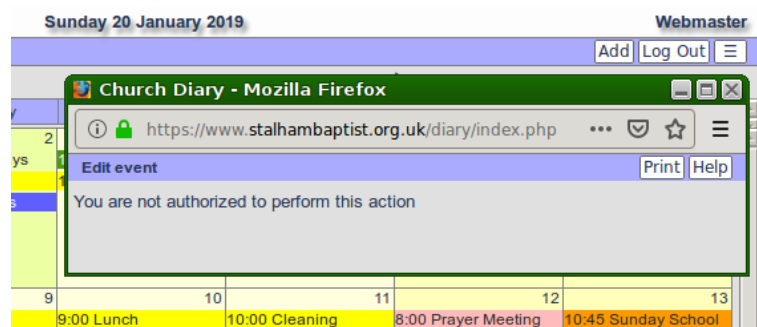 Sunday 20 January 2019 Webmaster
Add Log Out ☰
Church Diary - Mozilla Firefox
https://www.stalhambaptist.org.uk/diary/index.php
Edit event Print Help
You are not authorized to perform this action
2
ys
9 10 11 12 13
9:00 Lunch 10:00 Cleaning 8:00 Prayer Meeting 10:45 Sunday School